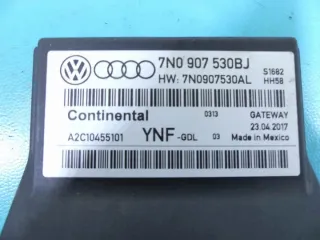 7N0 907 530BJ
HW: 7N0907530AL
S1682
HH58
Continental 0313 GATEWAY
23.04.2017
A2C10455101 YNF -GDL 03 Made in Mexico